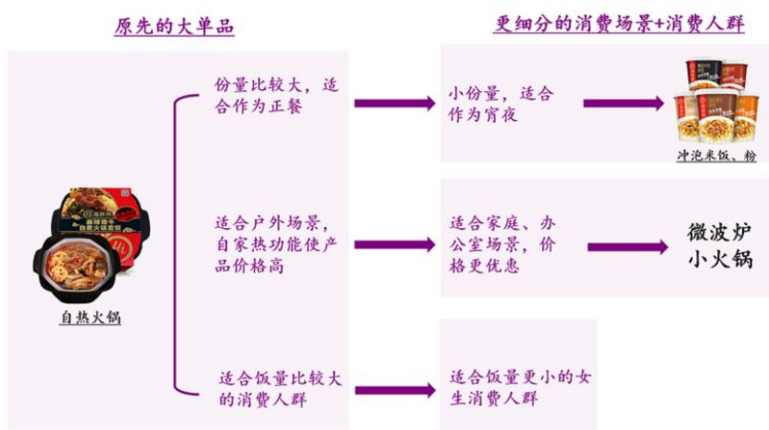 原先的大单品
更细分的消费场景+消费人群
份量比较大，适
合作为正餐
小份量，适合
作为宵夜
冲泡米饭、粉
适合户外场景，
自家热功能使产
品价格高
适合家庭、办
公室场景，价
格更优惠
微波炉
小火锅
自热火锅
适合饭量比较大
的消费人群
适合饭量更小的女
生消费人群